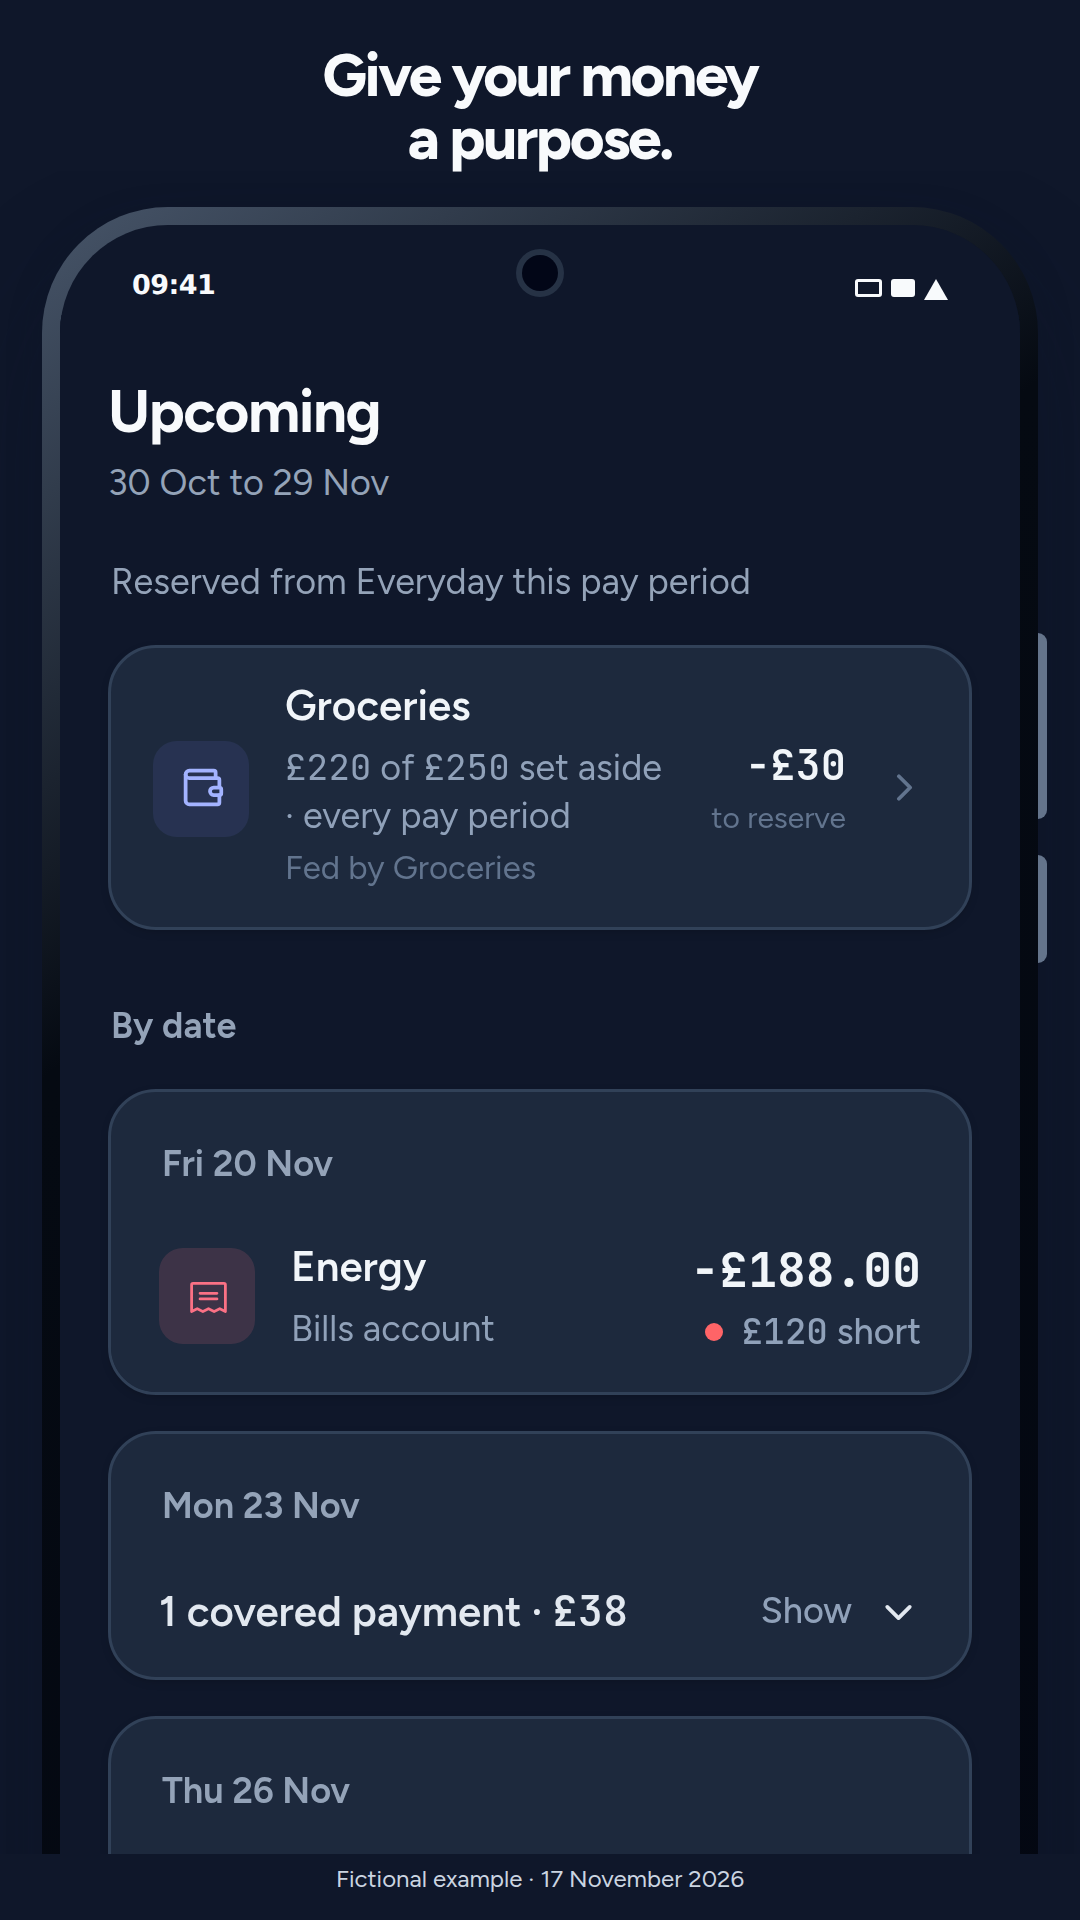 Give your money
a purpose.
09:41
Upcoming
30 Oct to 29 Nov
Reserved from Everyday this pay period
Groceries
£220 of £250 set aside
· every pay period
Fed by Groceries
-£30
to reserve
By date
Fri 20 Nov
Energy
-£188.00
Bills account
£120 short
Mon 23 Nov
1 covered payment · £38
Show
Thu 26 Nov
Fictional example · 17 November 2026